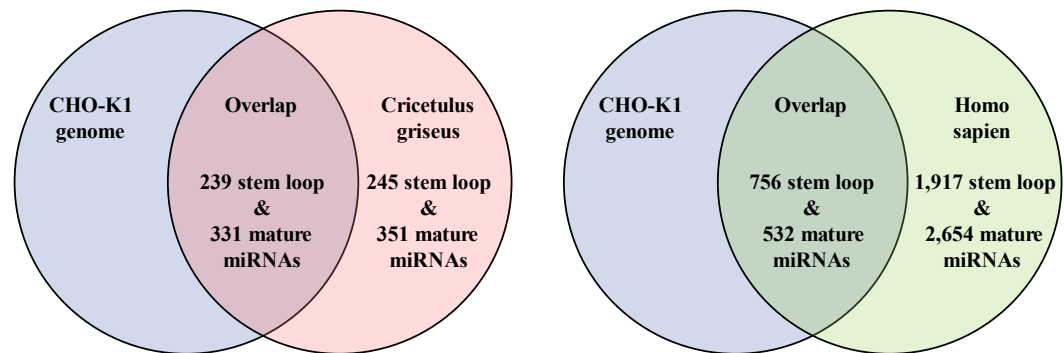 CHO-K1
genome
Overlap
239 stem loop
&
331 mature
miRNAs
Cricetulus
griseus
245 stem loop
&
351 mature
miRNAs
CHO-K1
genome
Overlap
756 stem loop
&
532 mature
miRNAs
Homo
sapien
1,917 stem loop
&
2,654 mature
miRNAs